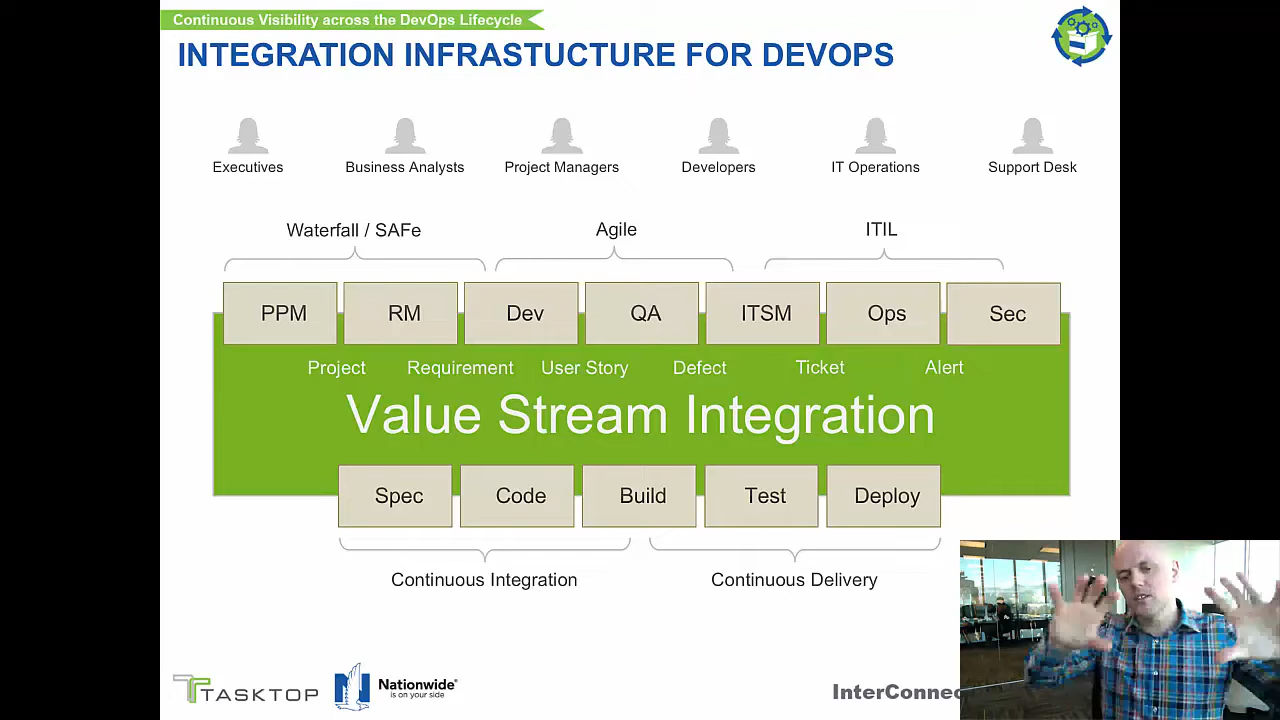 Continuous Visibility across the DevOps Lifecycle
INTEGRATION INFRASTUCTURE FOR DEVOPS
Executives Business Analysts Project Managers Developers IT Operations Support Desk
Waterfall / SAFe Agile ITIL
PPM RM Dev QA ITSM Ops Sec
Project Requirement User Story Defect Ticket Alert
Value Stream Integration
Spec Code Build Test Deploy
Continuous Integration Continuous Delivery
TASKTOP
Nationwide
is on your side